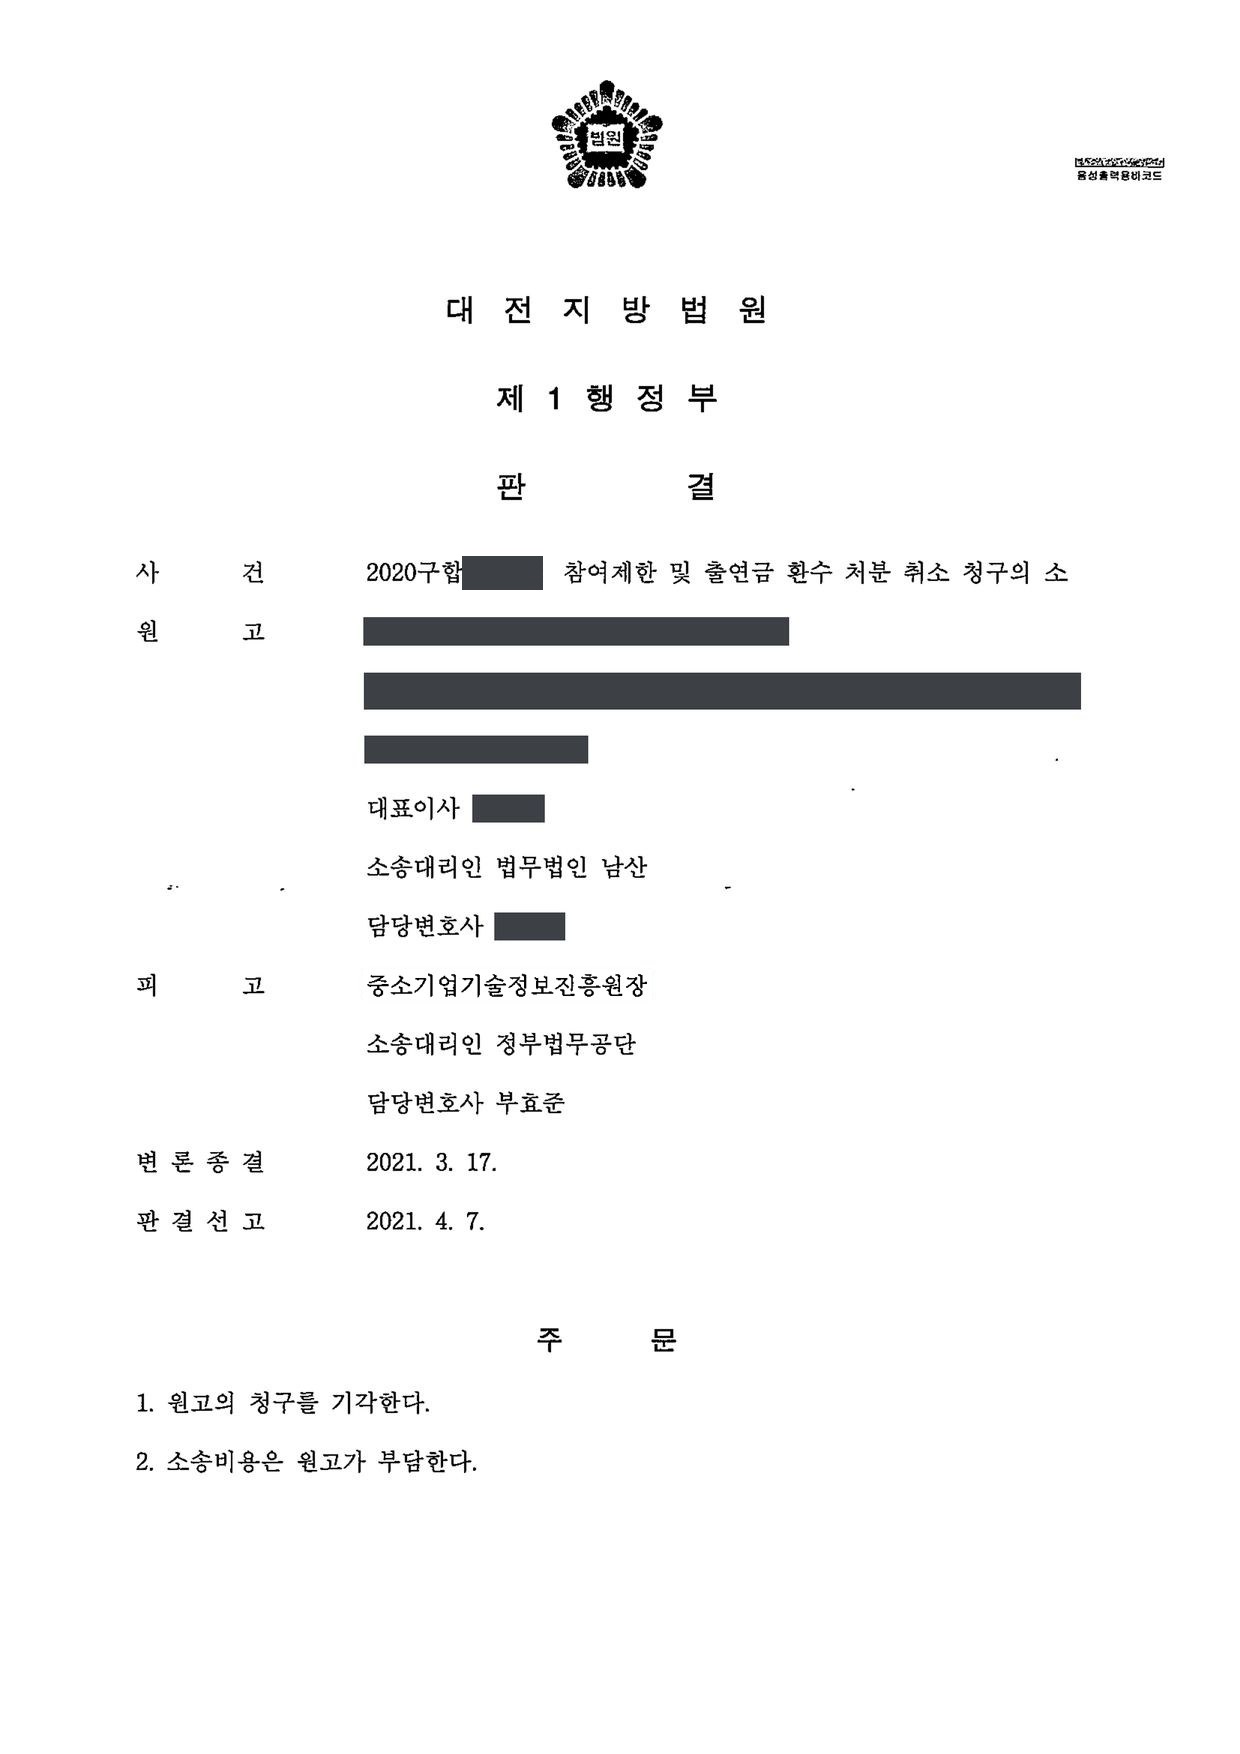 법원
음성출력용바코드
대 전 지 방 법 원
제 1 행 정 부
판 결
사 건 2020구합 참여제한 및 출연금 환수 처분 취소 청구의 소
원 고
대표이사
소송대리인 법무법인 남산
담당변호사
피 고 중소기업기술정보진흥원장
소송대리인 정부법무공단
담당변호사 부효준
변 론 종 결 2021. 3. 17.
판 결 선 고 2021. 4. 7.
주 문
1. 원고의 청구를 기각한다.
2. 소송비용은 원고가 부담한다.